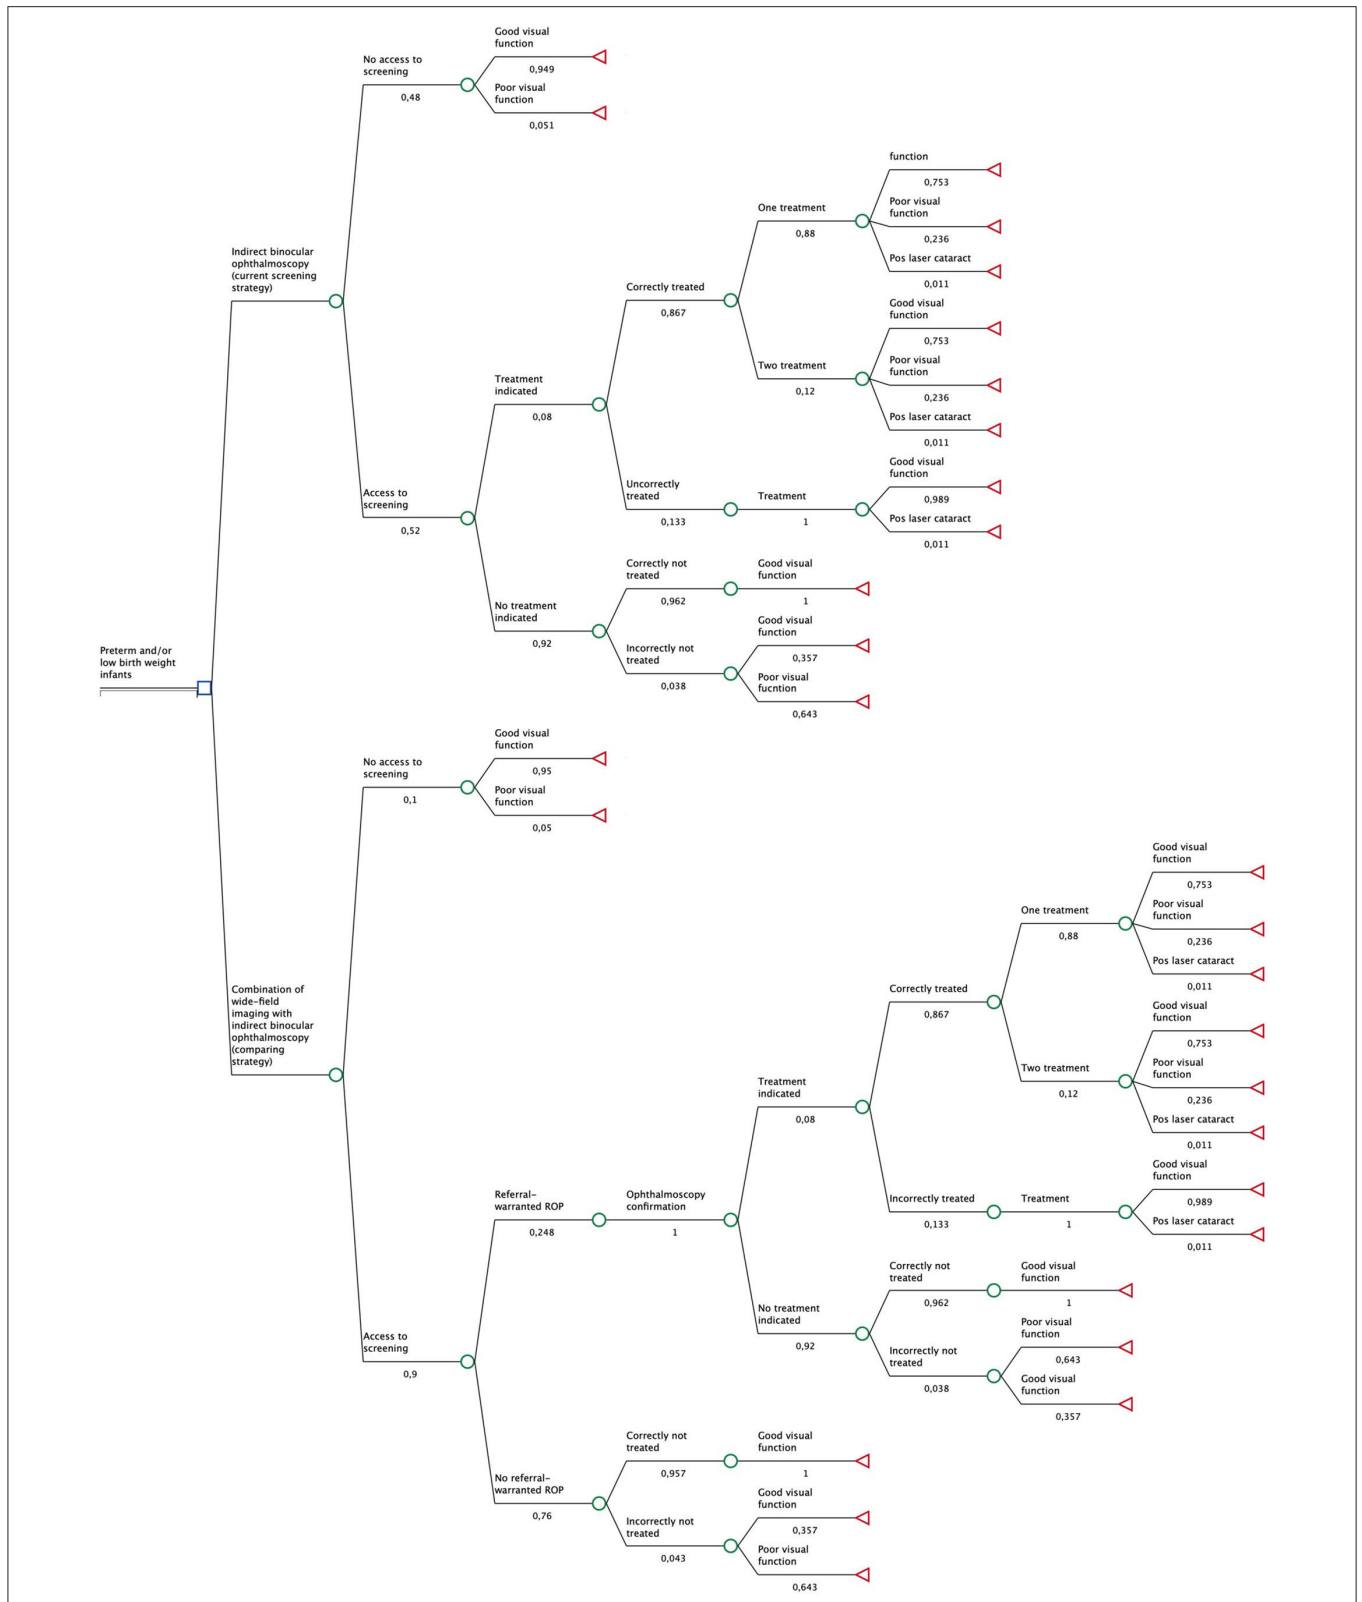 Good visual
function
0,949
No access to
screening
0,48
Poor visual
function
0,051
function
0,753
One treatment
0,88
Poor visual
function
0,236
Pos laser cataract
0,011
Indirect binocular
ophthalmoscopy
(current screening
strategy)
Correctly treated
0,867
Good visual
function
0,753
Two treatment
0,12
Poor visual
function
0,236
Pos laser cataract
0,011
Treatment
indicated
0,08
Good visual
function
0,989
Uncorrectly
treated
0,133
Treatment
1
Pos laser cataract
0,011
Access to
screening
0,52
Correctly not
treated
0,962
Good visual
function
1
No treatment
indicated
0,92
Good visual
function
0,357
Incorrectly not
treated
0,038
Poor visual
fucntion
0,643
Preterm and/or
low birth weight
infants
Good visual
function
0,95
No access to
screening
0,1
Poor visual
function
0,05
Good visual
function
0,753
One treatment
0,88
Poor visual
function
0,236
Pos laser cataract
0,011
Combination of
wide-field
imaging with
indirect binocular
ophthalmoscopy
(comparing
strategy)
Correctly treated
0,867
Good visual
function
0,753
Two treatment
0,12
Poor visual
function
0,236
Pos laser cataract
0,011
Treatment
indicated
0,08
Good visual
function
0,989
Incorrectly treated
0,133
Treatment
1
Pos laser cataract
0,011
Referral-
warranted ROP
0,248
Ophthalmoscopy
confirmation
1
Correctly not
treated
0,962
Good visual
function
1
No treatment
indicated
0,92
Poor visual
function
0,643
Incorrectly not
treated
0,038
Good visual
function
0,357
Access to
screening
0,9
Correctly not
treated
0,957
Good visual
function
1
No referral-
warranted ROP
0,76
Good visual
function
0,357
Incorrectly not
treated
0,043
Poor visual
function
0,643